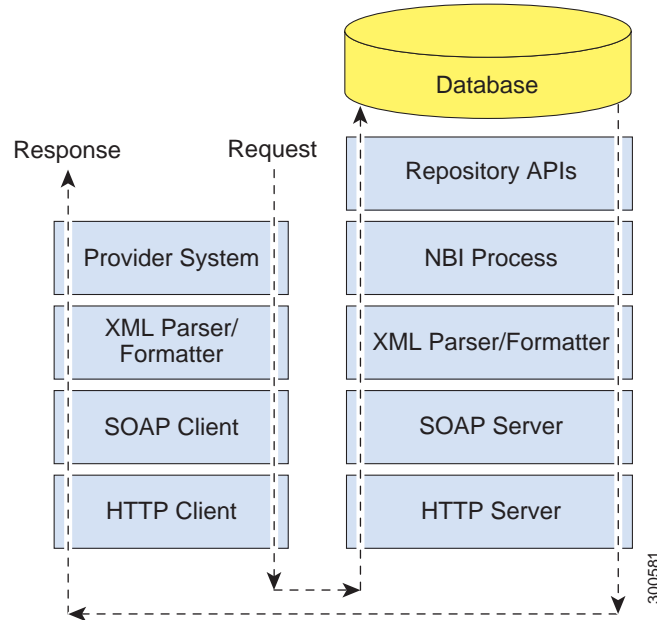 Database
Response
Request
Repository APIs
Provider System
NBI Process
XML Parser/
Formatter
XML Parser/Formatter
SOAP Client
SOAP Server
HTTP Client
HTTP Server
300581